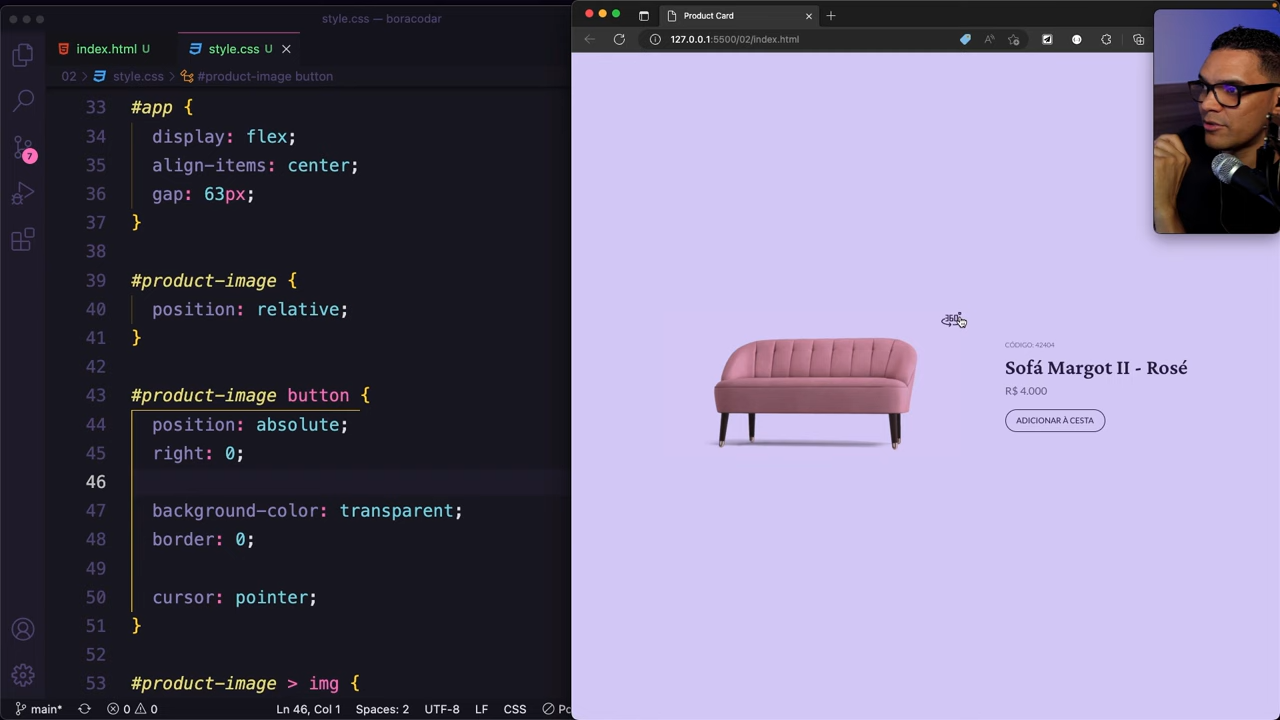 style.css — boracodar
index.html U
style.css U
02 > style.css > #product-image button
33 #app {
34 display: flex;
35 align-items: center;
36 gap: 63px;
37 }
38
39 #product-image {
40 position: relative;
41 }
42
43 #product-image button {
44 position: absolute;
45 right: 0;
46
47 background-color: transparent;
48 border: 0;
49
50 cursor: pointer;
51 }
52
53 #product-image > img {
7
main*
0 0
Ln 46, Col 1
Spaces: 2
UTF-8
LF
CSS
Product Card
127.0.0.1:5500/02/index.html
360°
CÓDIGO: 42404
Sofá Margot II - Rosé
R$ 4.000
ADICIONAR À CESTA